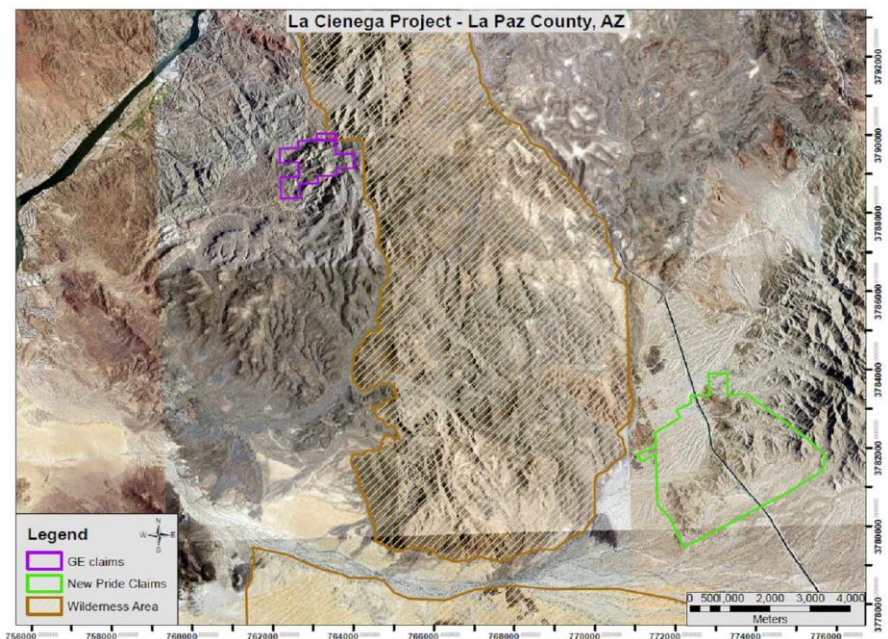 La Cienega Project - La Paz County, AZ
3792000
3790000
3788000
3786000
3784000
3782000
3780000
3778000
Legend
N
W E
S
GE claims
New Pride Claims
Wilderness Area
0 500 1,000 2,000 3,000 4,000
Meters
756000 758000 760000 762000 764000 766000 768000 770000 772000 774000 776000